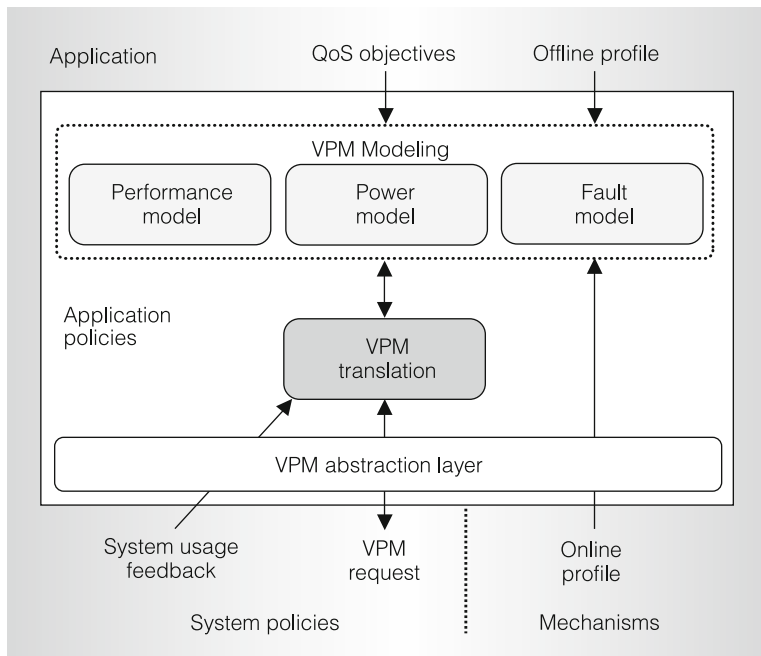 Application
QoS objectives
Offline profile
VPM Modeling
Performance
model
Power
model
Fault
model
Application
policies
VPM
translation
VPM abstraction layer
System usage
feedback
VPM
request
Online
profile
System policies
Mechanisms